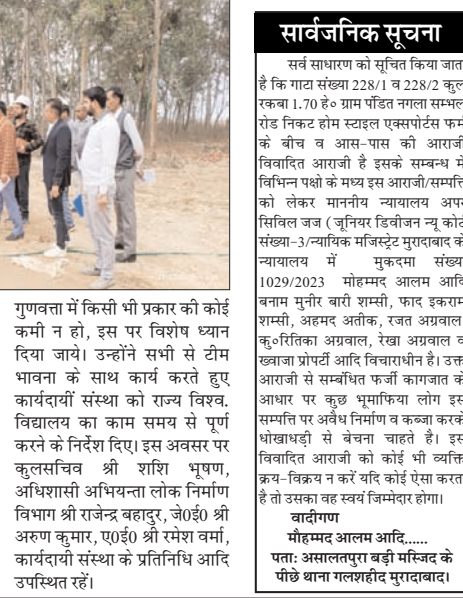 गुणवत्ता में किसी भी प्रकार की कोई
कमी न हो, इस पर विशेष ध्यान
दिया जाये। उन्होंने सभी से टीम
भावना के साथ कार्य करते हुए
कार्यदायीं संस्था को राज्य विश्व.
विद्यालय का काम समय से पूर्ण
करने के निर्देश दिए। इस अवसर पर
कुलसचिव श्री शशि भूषण,
अधिशासी अभियन्ता लोक निर्माण
विभाग श्री राजेन्द्र बहादुर, जे0ई0 श्री
अरुण कुमार, ए0ई0 श्री रमेश वर्मा,
कार्यदायी संस्था के प्रतिनिधि आदि
उपस्थित रहें।
सार्वजनिक सूचना
सर्व साधारण को सूचित किया जाता
है कि गाटा संख्या 228/1 व 228/2 कुल
रकबा 1.70 हे० ग्राम पंडित नगला सम्भल
रोड निकट होम स्टाइल एक्सपोर्टस फर्म
के बीच व आस-पास की आराजी
विवादित आराजी है इसके सम्बन्ध में
विभिन्न पक्षो के मध्य इस आराजी/सम्पत्ति
को लेकर माननीय न्यायालय अपर
सिविल जज (जूनियर डिवीजन न्यू कोर्ट
संख्या-3/न्यायिक मजिस्ट्रेट मुरादाबाद के
न्यायालय में मुकदमा संख्या
1029/2023 मोहम्मद आलम आदि
बनाम मुनीर बारी शम्सी, फाद इकराम
शम्सी, अहमद अतीक, रजत अग्रवाल
कु०रितिका अग्रवाल, रेखा अग्रवाल व
ख्वाजा प्रोपर्टी आदि विचाराधीन है। उक्त
आराजी से सम्बंधित फर्जी कागजात के
आधार पर कुछ भूमाफिया लोग इस
सम्पत्ति पर अवैध निर्माण व कब्जा करके
धोखाधड़ी से बेचना चाहते है। इस
विवादित आराजी को कोई भी व्यक्ति
क्रय-विक्रय न करें यदि कोई ऐसा करता
है तो उसका वह स्वयं जिम्मेदार होगा।
वादीगण
मौहम्मद आलम आदि......
पता: असालतपुरा बड़ी मस्जिद के
पीछे थाना गलशहीद मुरादाबाद।